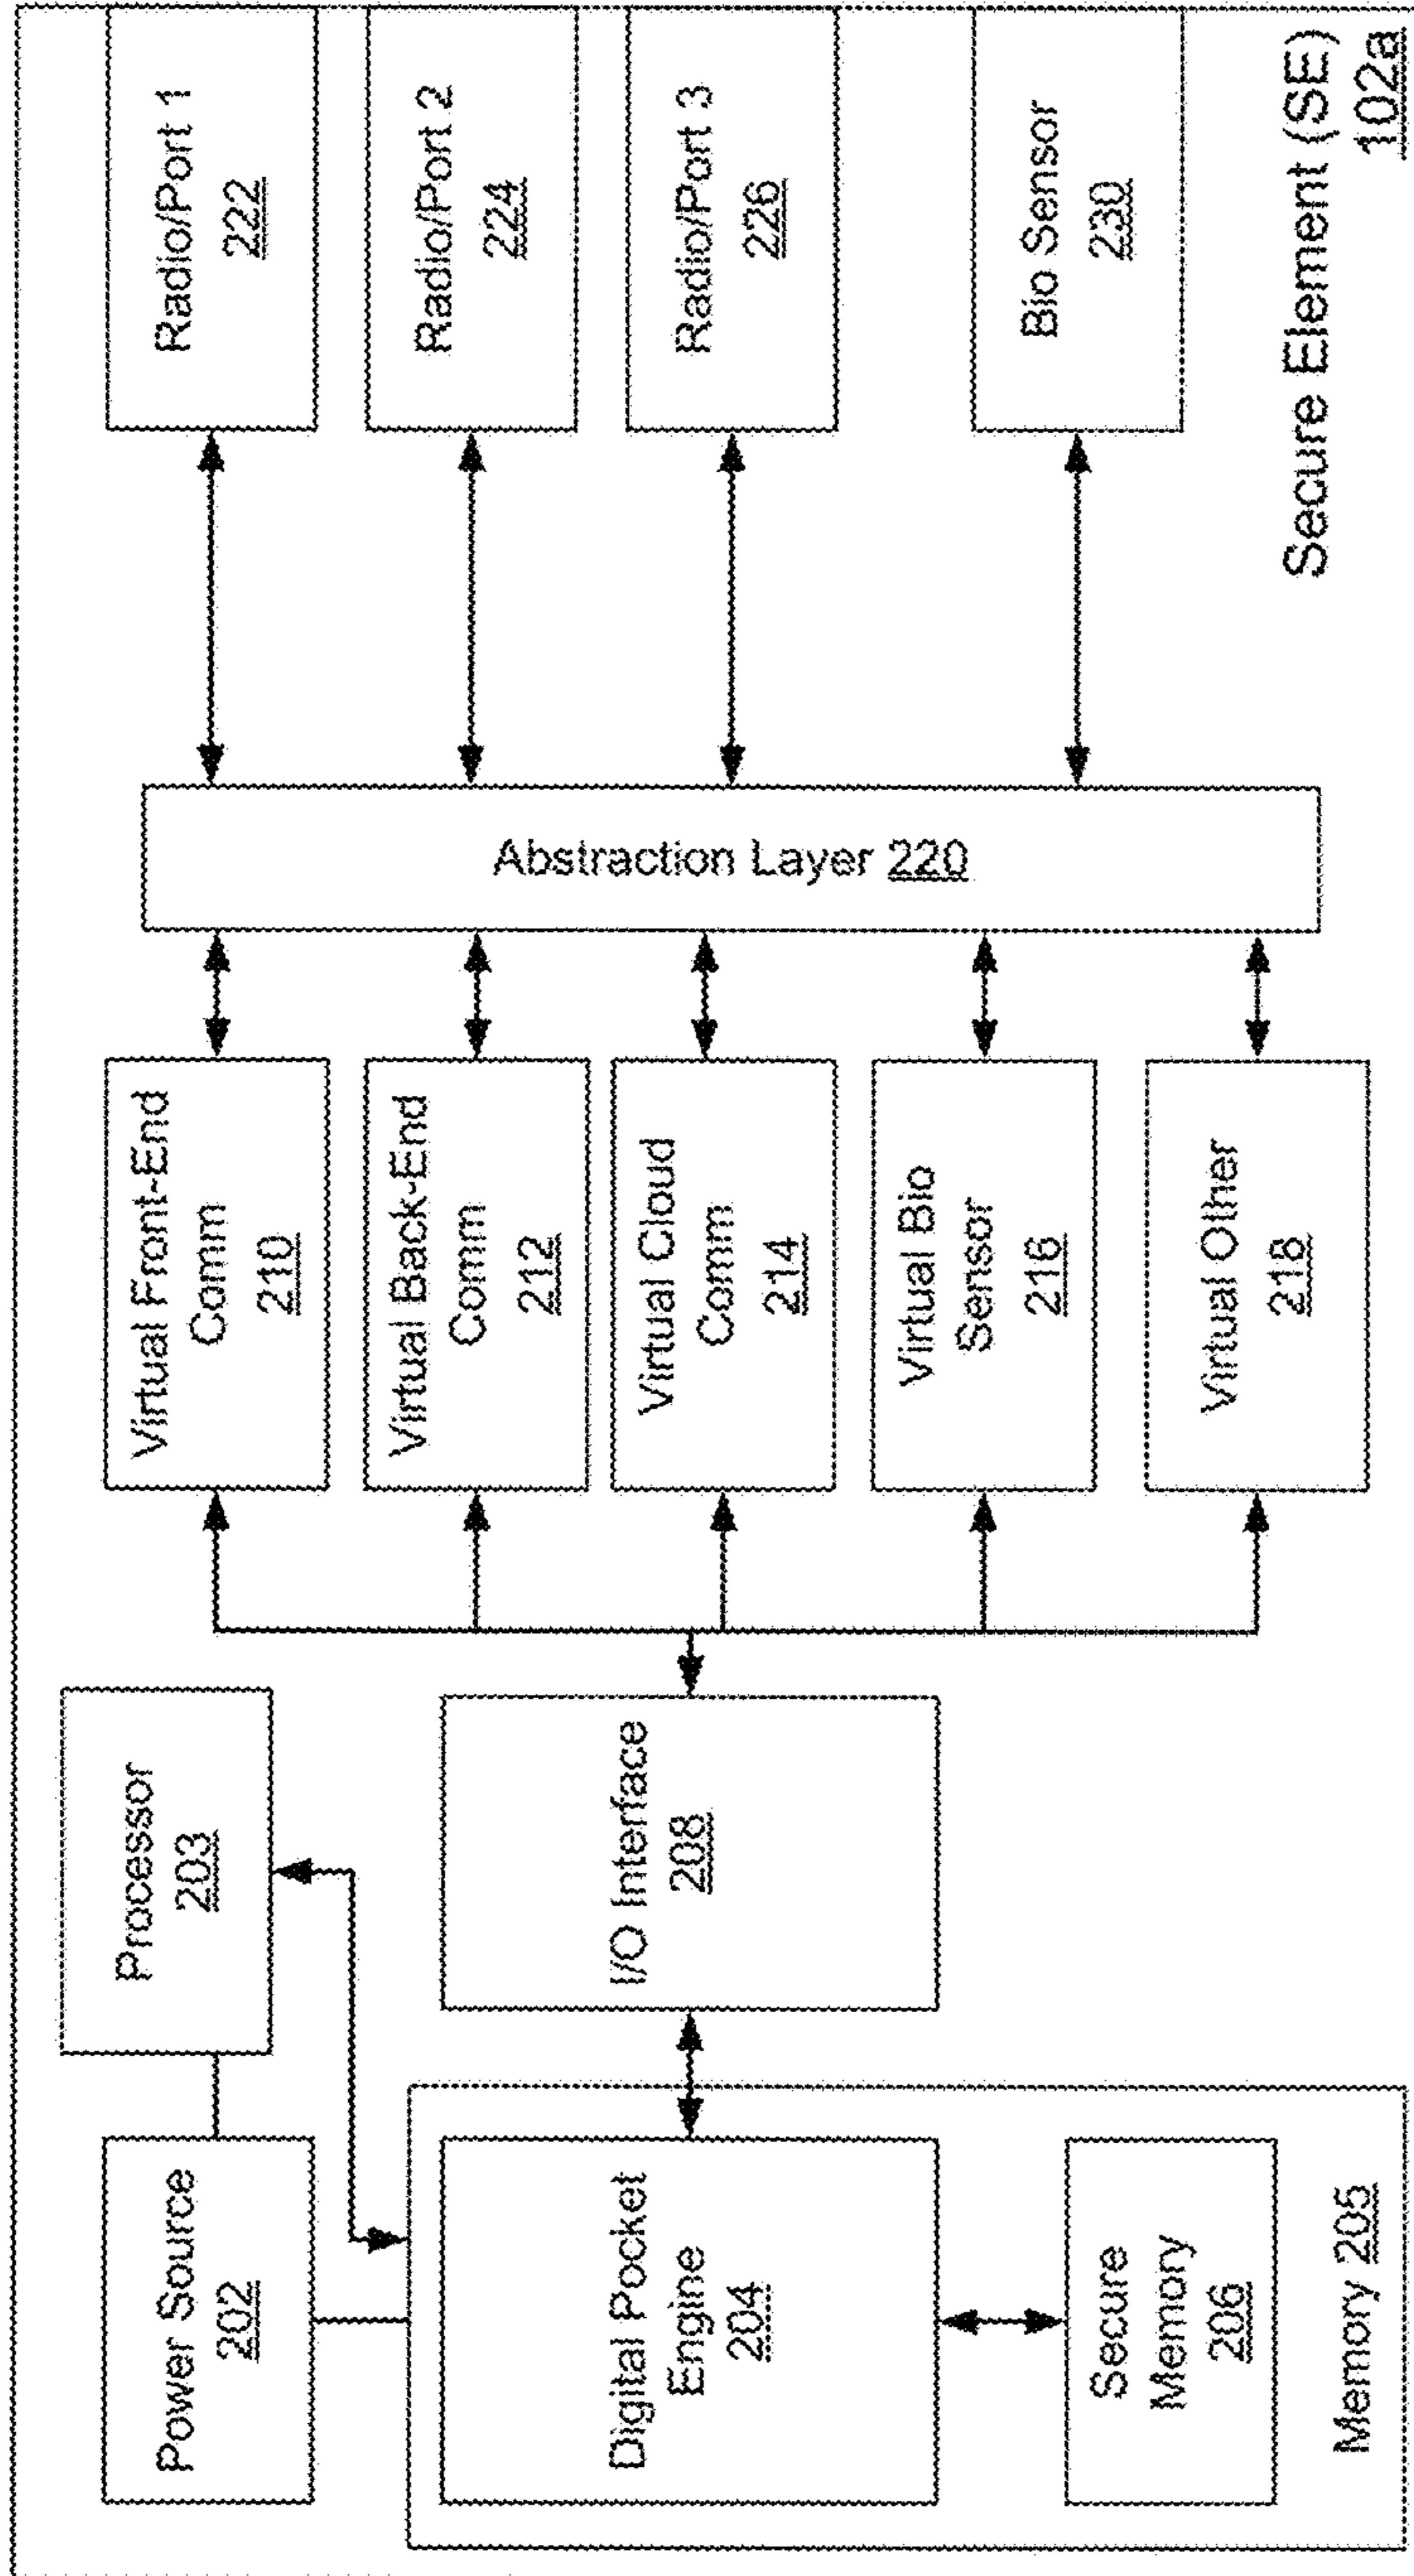 Power Source
202
Processor
203
Digital Pocket
Engine
204
Secure
Memory
206
Memory 205
I/O Interface
208
Virtual Front-End
Comm
210
Virtual Back-End
Comm
212
Virtual Cloud
Comm
214
Virtual Bio
Sensor
216
Virtual Other
218
Abstraction Layer 220
Radio/Port 1
222
Radio/Port 2
224
Radio/Port 3
226
Bio Sensor
230
Secure Element (SE)
102a